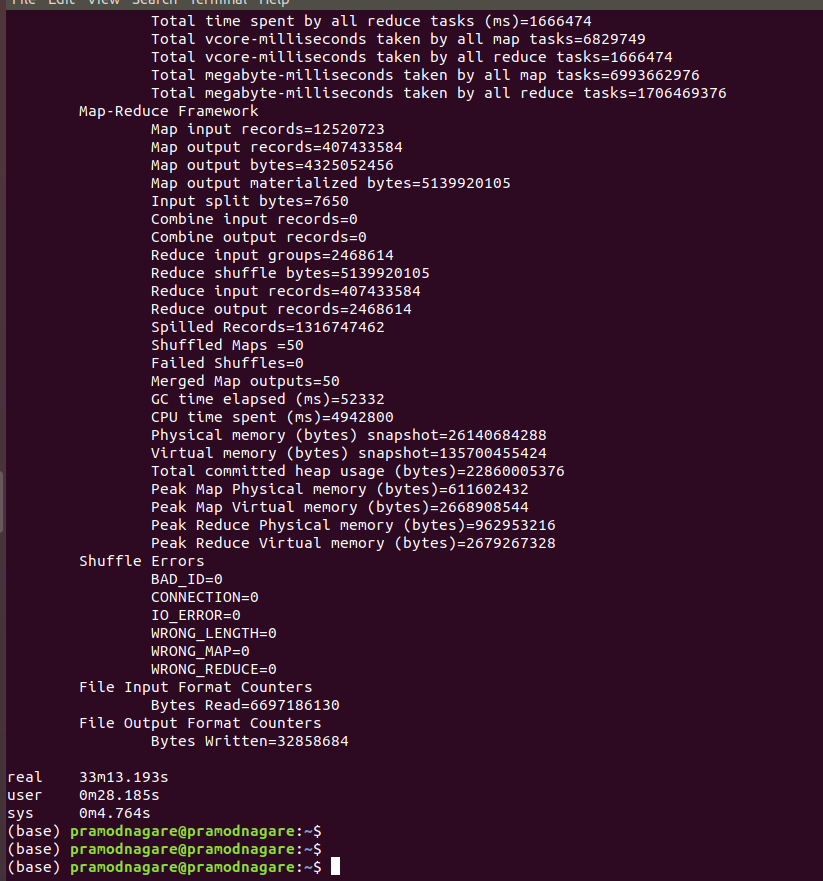 File Edit View Search Terminal Help
Total time spent by all reduce tasks (ms)=1666474
Total vcore-milliseconds taken by all map tasks=6829749
Total vcore-milliseconds taken by all reduce tasks=1666474
Total megabyte-milliseconds taken by all map tasks=6993662976
Total megabyte-milliseconds taken by all reduce tasks=1706469376
Map-Reduce Framework
Map input records=12520723
Map output records=407433584
Map output bytes=4325052456
Map output materialized bytes=5139920105
Input split bytes=7650
Combine input records=0
Combine output records=0
Reduce input groups=2468614
Reduce shuffle bytes=5139920105
Reduce input records=407433584
Reduce output records=2468614
Spilled Records=1316747462
Shuffled Maps =50
Failed Shuffles=0
Merged Map outputs=50
GC time elapsed (ms)=52332
CPU time spent (ms)=4942800
Physical memory (bytes) snapshot=26140684288
Virtual memory (bytes) snapshot=135700455424
Total committed heap usage (bytes)=22860005376
Peak Map Physical memory (bytes)=611602432
Peak Map Virtual memory (bytes)=2668908544
Peak Reduce Physical memory (bytes)=962953216
Peak Reduce Virtual memory (bytes)=2679267328
Shuffle Errors
BAD_ID=0
CONNECTION=0
IO_ERROR=0
WRONG_LENGTH=0
WRONG_MAP=0
WRONG_REDUCE=0
File Input Format Counters
Bytes Read=6697186130
File Output Format Counters
Bytes Written=32858684
real 33m13.193s
user 0m28.185s
sys 0m4.764s
(base) pramodnagare@pramodnagare:~$
(base) pramodnagare@pramodnagare:~$
(base) pramodnagare@pramodnagare:~$